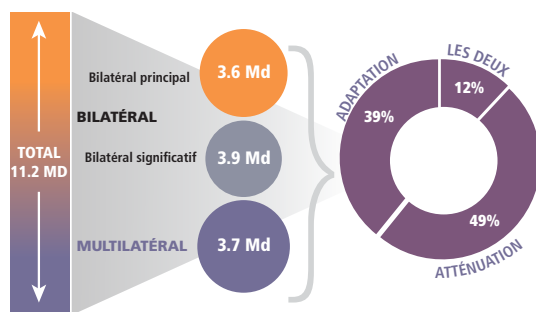 TOTAL
11.2 MD
Bilatéral principal
3.6 Md
BILATÉRAL
Bilatéral significatif
3.9 Md
MULTILATÉRAL
3.7 Md
ADAPTATION
39%
LES DEUX
12%
49%
ATTÉNUATION